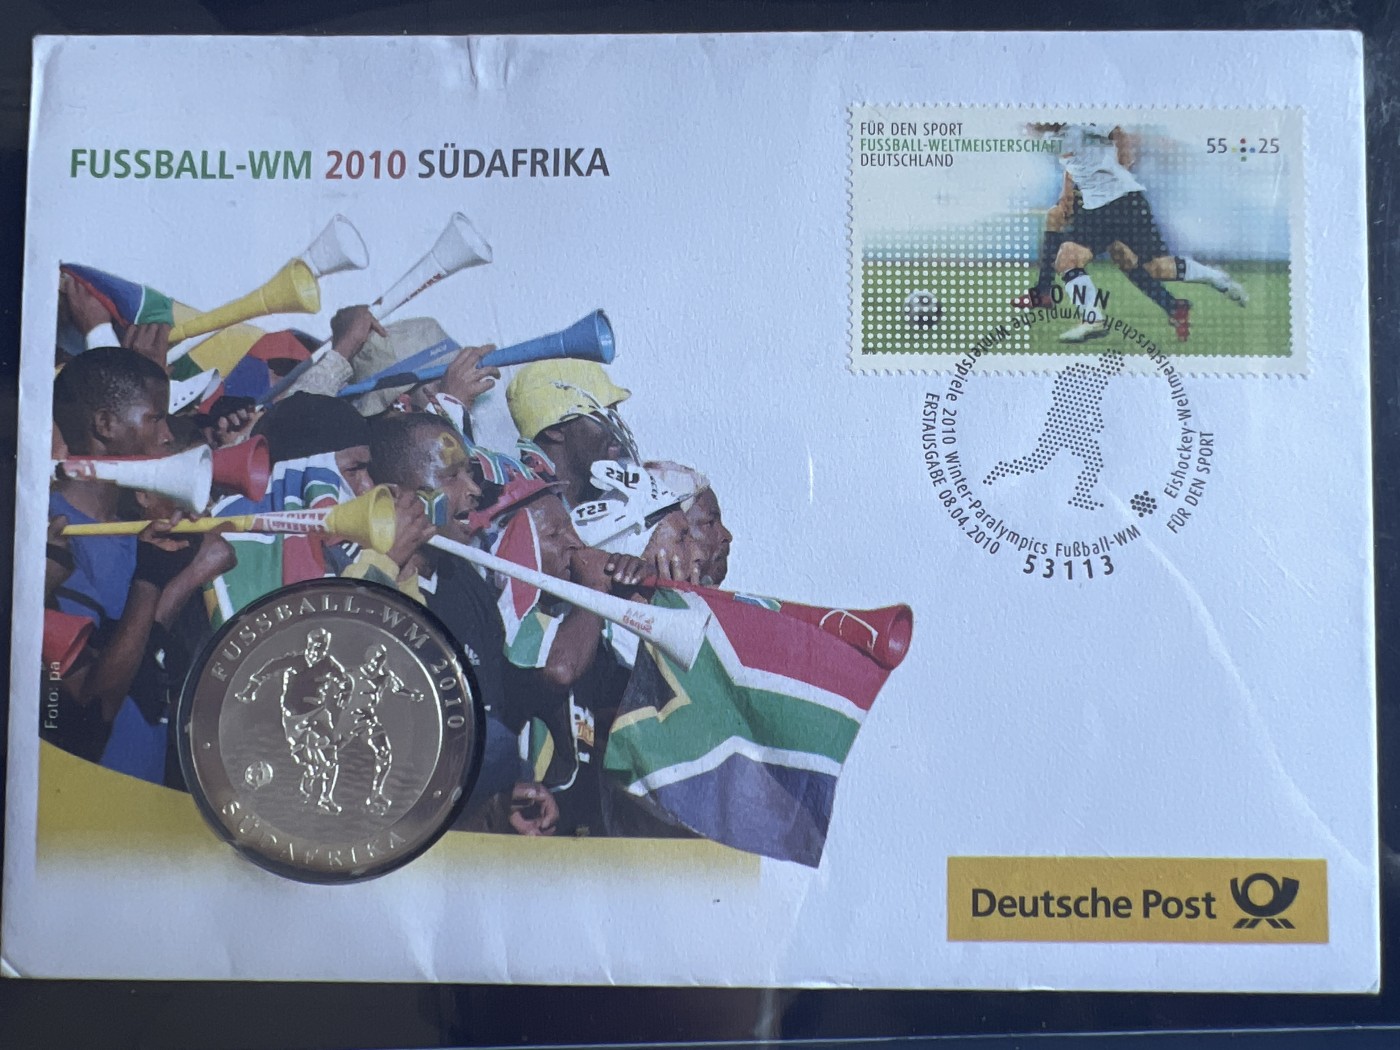 FUSSBALL-WM 2010 SÜDAFRIKA
FÜR DEN SPORT
FUSSBALL-WELTMEISTERSCHAFT
DEUTSCHLAND
55 + 25
BONN
Olympische Winterspiele 2010 Winter-Paralympics Fußball-WM Eishockey-Weltmeisterschaft
ERSTAUSGABE 08.04.2010
FÜR DEN SPORT
53113
YES
Foto: pa
FUSSBALL-WM 2010
SÜDAFRIKA
Deutsche Post